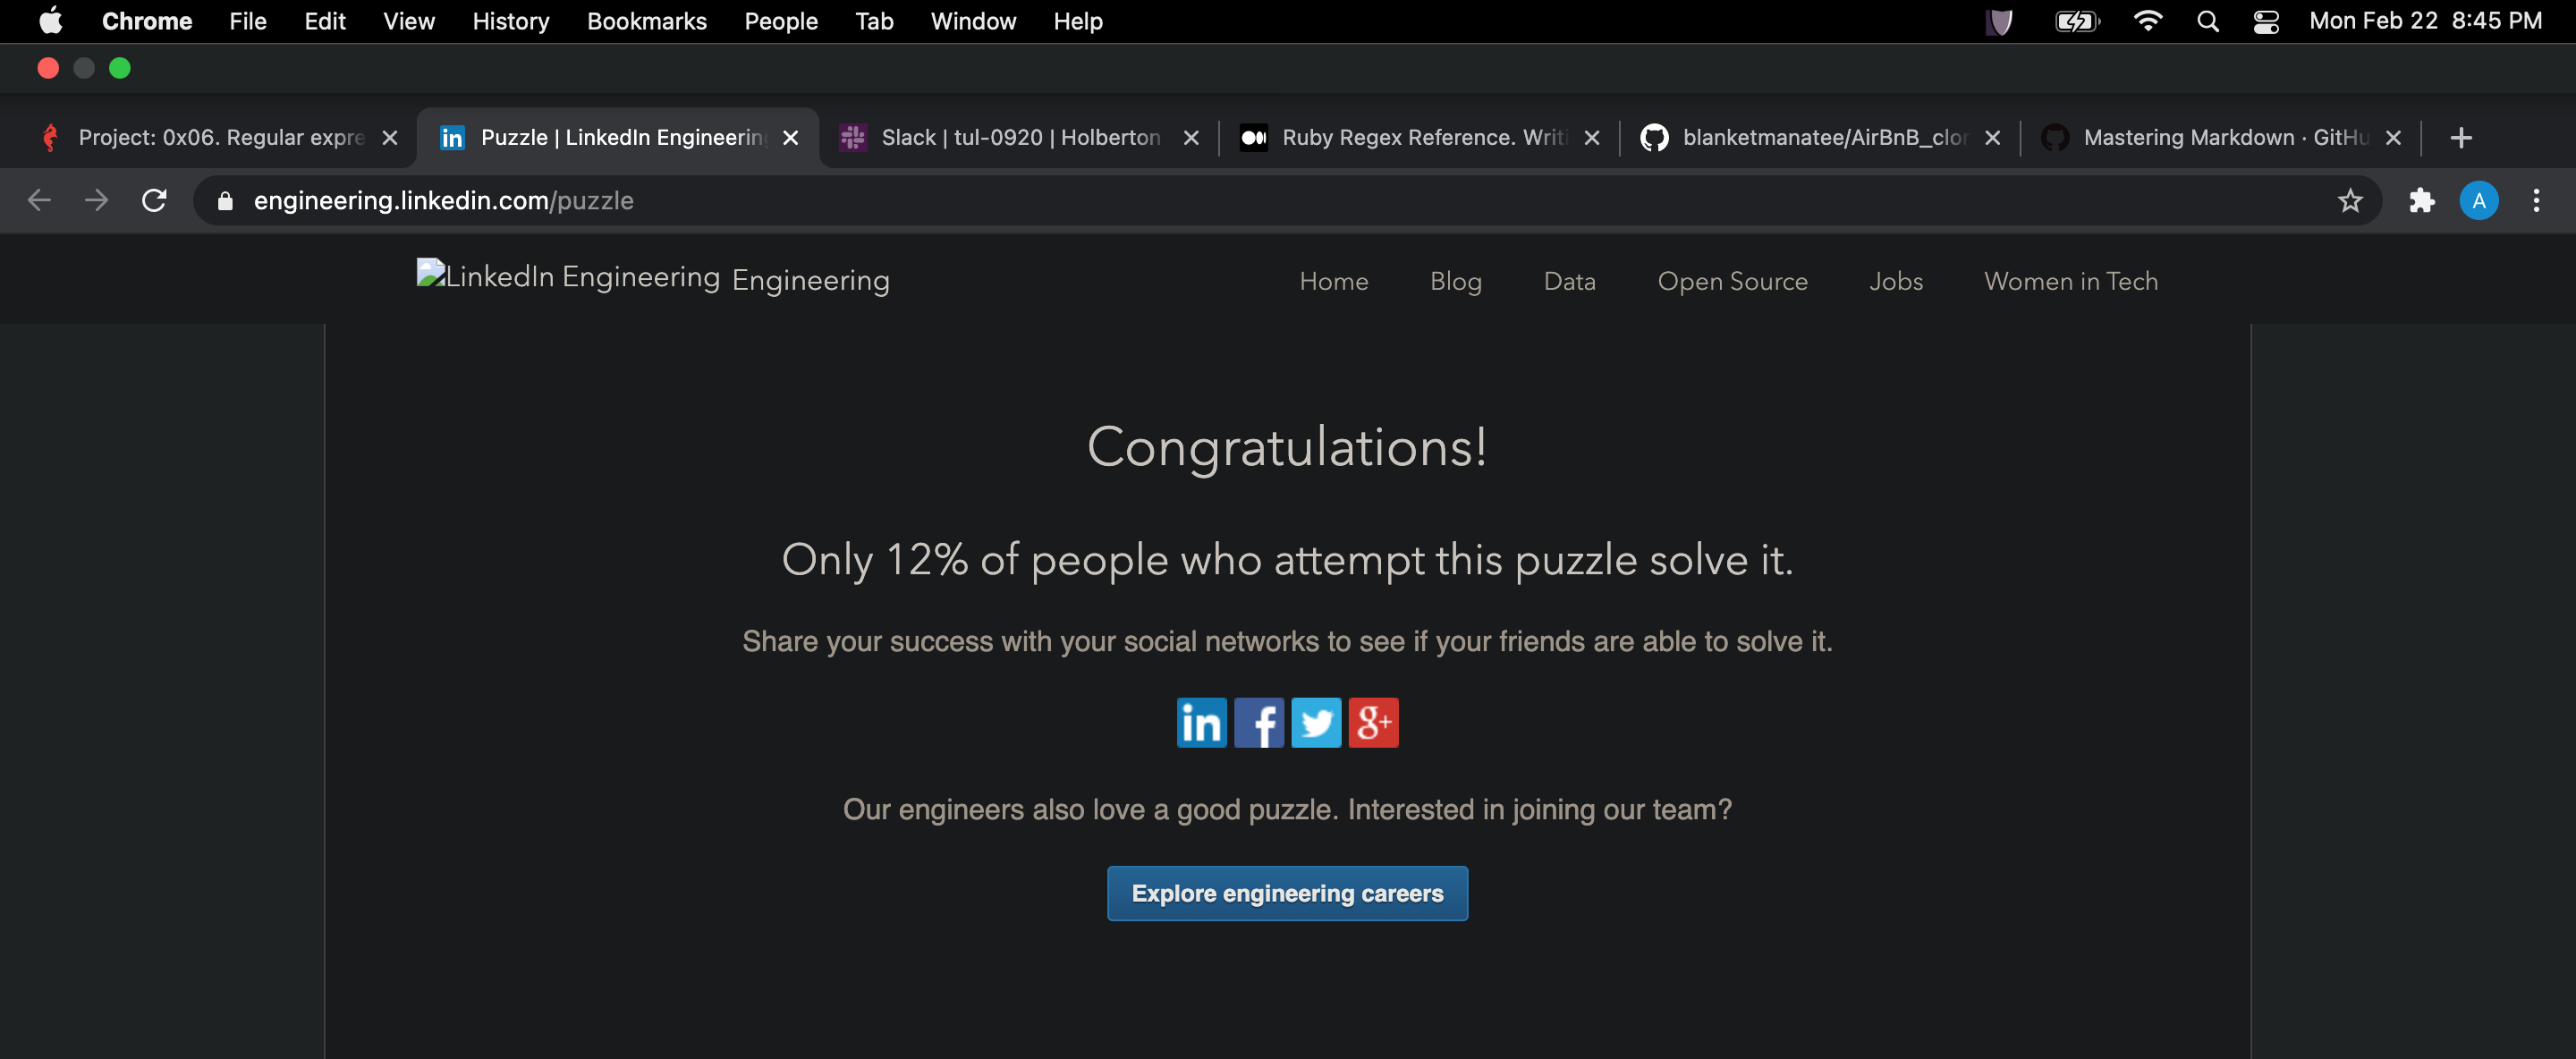 Chrome File Edit View History Bookmarks People Tab Window Help Mon Feb 22 8:45 PM
Project: 0x06. Regular expre Puzzle | LinkedIn Engineering Slack | tul-0920 | Holberton Ruby Regex Reference. Writi blanketmanatee/AirBnB_clon Mastering Markdown · GitHu
engineering.linkedin.com/puzzle A
LinkedIn Engineering Engineering Home Blog Data Open Source Jobs Women in Tech
Congratulations!
Only 12% of people who attempt this puzzle solve it.
Share your success with your social networks to see if your friends are able to solve it.
in f g+
Our engineers also love a good puzzle. Interested in joining our team?
Explore engineering careers